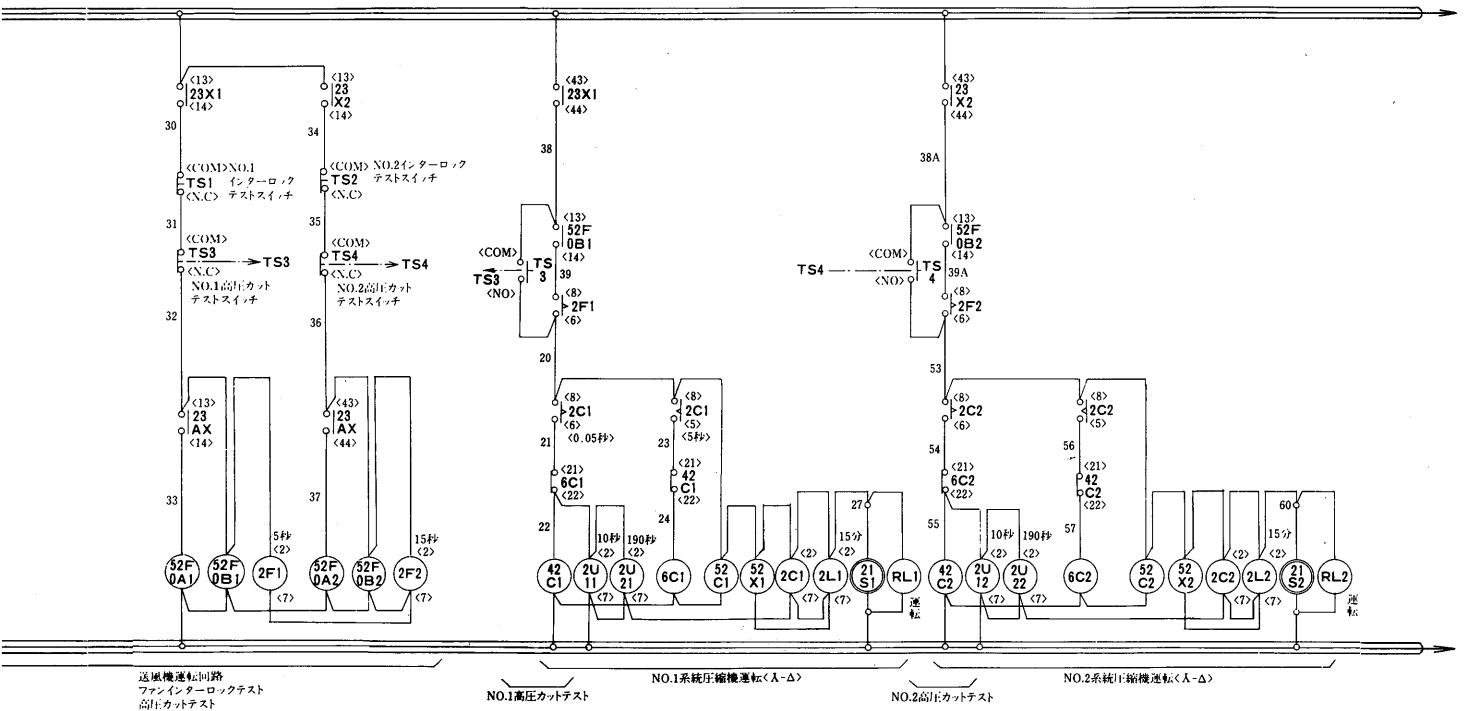 <13>
23X1
<14>
30
<COM>NO.1
TS1 インターロック
<N.C> テストスイッチ
31
<COM>
TS3
TS3
<N.C>
NO.1高圧カット
テストスイッチ
32
<13>
23
AX
<14>
33
<13>
23
X2
<14>
34
<COM> NO.2インターロック
TS2 テストスイッチ
<N.C>
35
<COM>
TS4
TS4
<N.C>
NO.2高圧カット
テストスイッチ
36
<43>
23
AX
<44>
37
52F
0A1
52F
0B1
5秒
<2>
2F1
52F
0A2
52F
0B2
15秒
<2>
2F2
<7>
<7>
送風機運転回路
ファンインターロックテスト
高圧カットテスト
<43>
23X1
<44>
38
<13>
52F
0B1
<14>
<COM>
TS
3
TS3
<NO>
39
<8>
2F1
<6>
20
<8>
2C1
<6>
<0.05秒>
21
<21>
6C1
<22>
22
<8>
2C1
<5>
23
<5秒>
<21>
42
C1
<22>
24
10秒
<2>
190秒
<2>
42
C1
2U
11
2U
21
<7>
<7>
6C1
52
C1
52
X1
<2>
2C1
<7>
15分
<2>
2L1
<7>
27
21
S1
RL1
運転
NO.1高圧カットテスト
NO.1系統圧縮機運転<人-Δ>
<43>
23
X2
<44>
38A
<13>
52F
0B2
<14>
<COM>
TS4
TS
4
<NO>
39A
<8>
2F2
<6>
53
<8>
2C2
<6>
54
<21>
6C2
<22>
55
<8>
2C2
<5>
56
<21>
42
C2
<22>
57
10秒
<2>
190秒
<2>
42
C2
2U
12
2U
22
<7>
<7>
6C2
52
C2
52
X2
<2>
2C2
<7>
15分
<2>
2L2
<7>
60
21
S2
RL2
運転
NO.2高圧カットテスト
NO.2系統圧縮機運転<人-Δ>